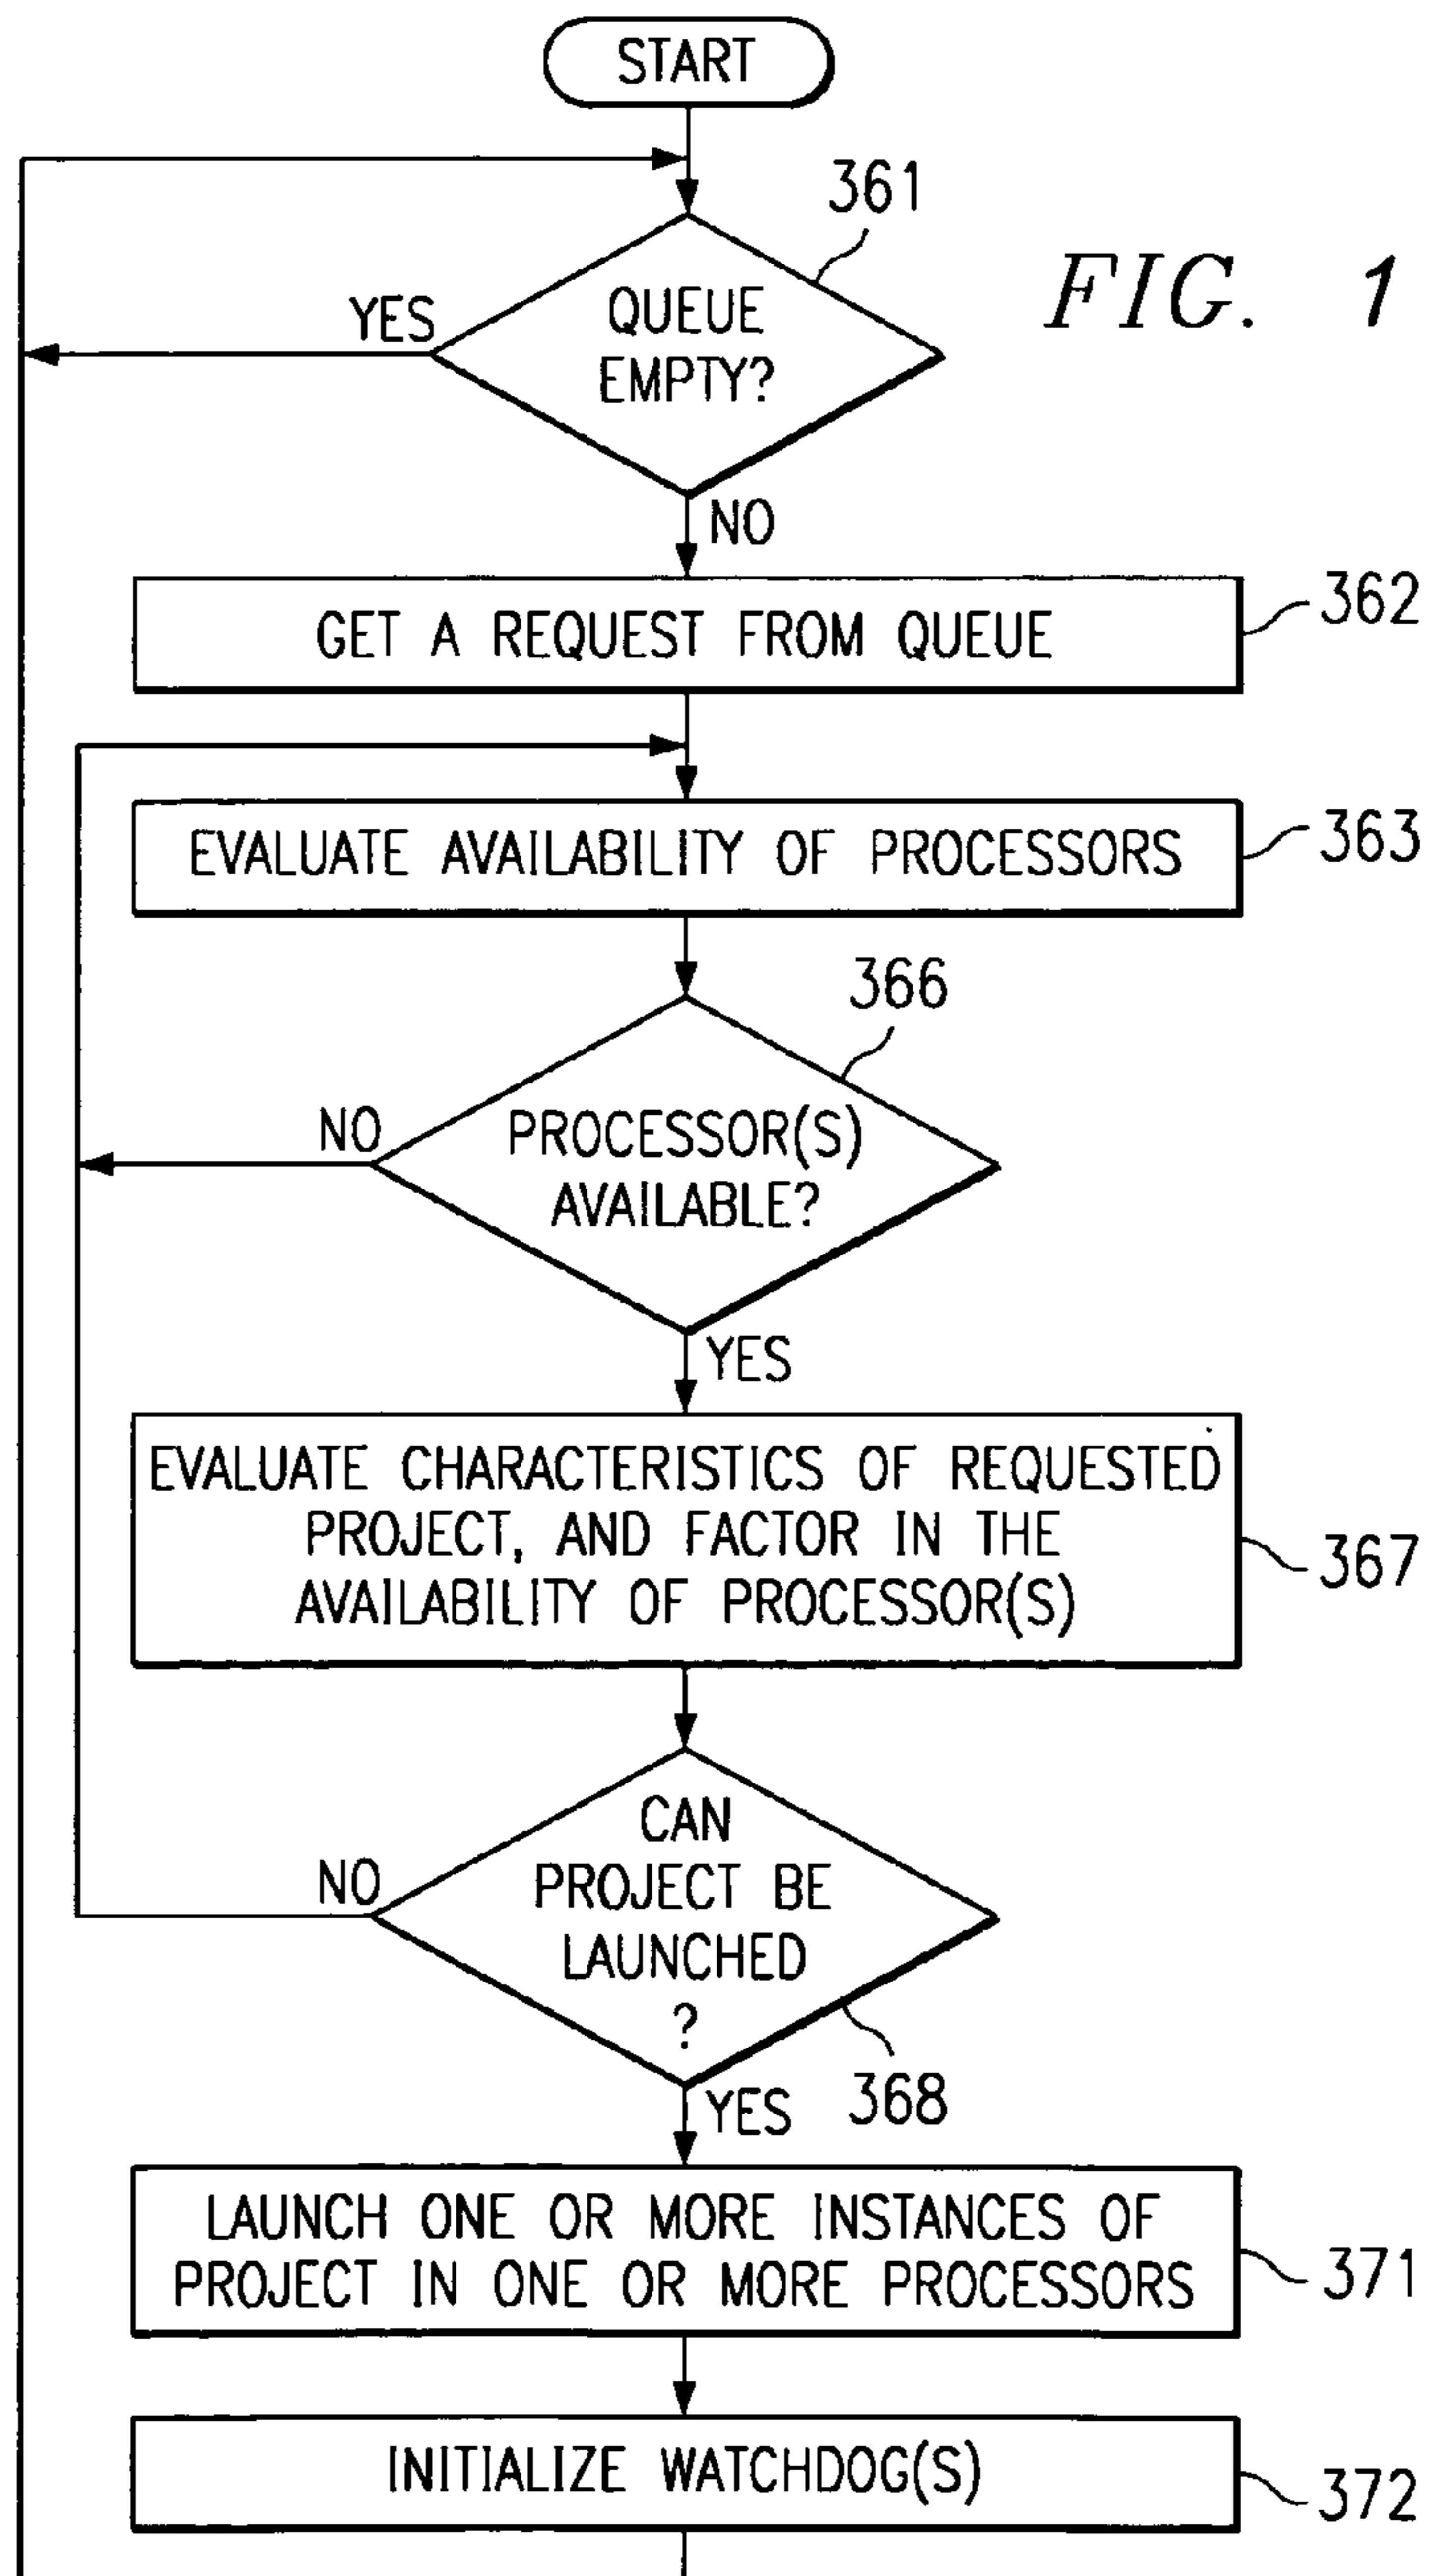 START
361
FIG. 1
YES
QUEUE
EMPTY?
NO
GET A REQUEST FROM QUEUE
362
EVALUATE AVAILABILITY OF PROCESSORS
363
366
NO
PROCESSOR(S)
AVAILABLE?
YES
EVALUATE CHARACTERISTICS OF REQUESTED
PROJECT, AND FACTOR IN THE
AVAILABILITY OF PROCESSOR(S)
367
NO
CAN
PROJECT BE
LAUNCHED
?
YES
368
LAUNCH ONE OR MORE INSTANCES OF
PROJECT IN ONE OR MORE PROCESSORS
371
INITIALIZE WATCHDOG(S)
372